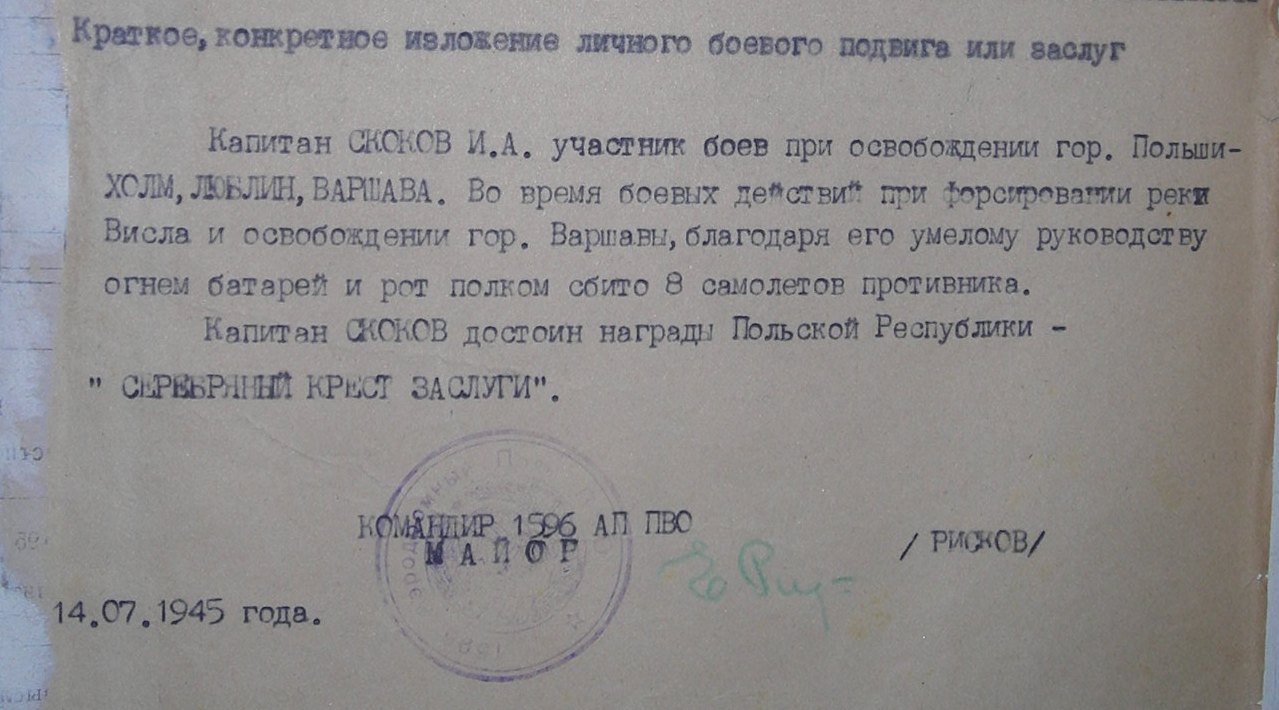 Краткое, конкретное изложение личного боевого подвига или заслуг
Капитан СКОКОВ И.А. участник боев при освобождении гор. Польши-
ХОЛМ, ЛЮБЛИН, ВАРШАВА. Во время боевых действий при форсировании реки
Висла и освобождении гор. Варшавы, благодаря его умелому руководству
огнем батарей и рот полком сбито 8 самолетов противника.
Капитан СКОКОВ достоин награды Польской Республики -
" СЕРЕБРЯНЫЙ КРЕСТ ЗАСЛУГИ".
КОМАНДИР 1596 АП ПВО
МАЙОР
/ РИСКОВ/
14.07.1945 года.